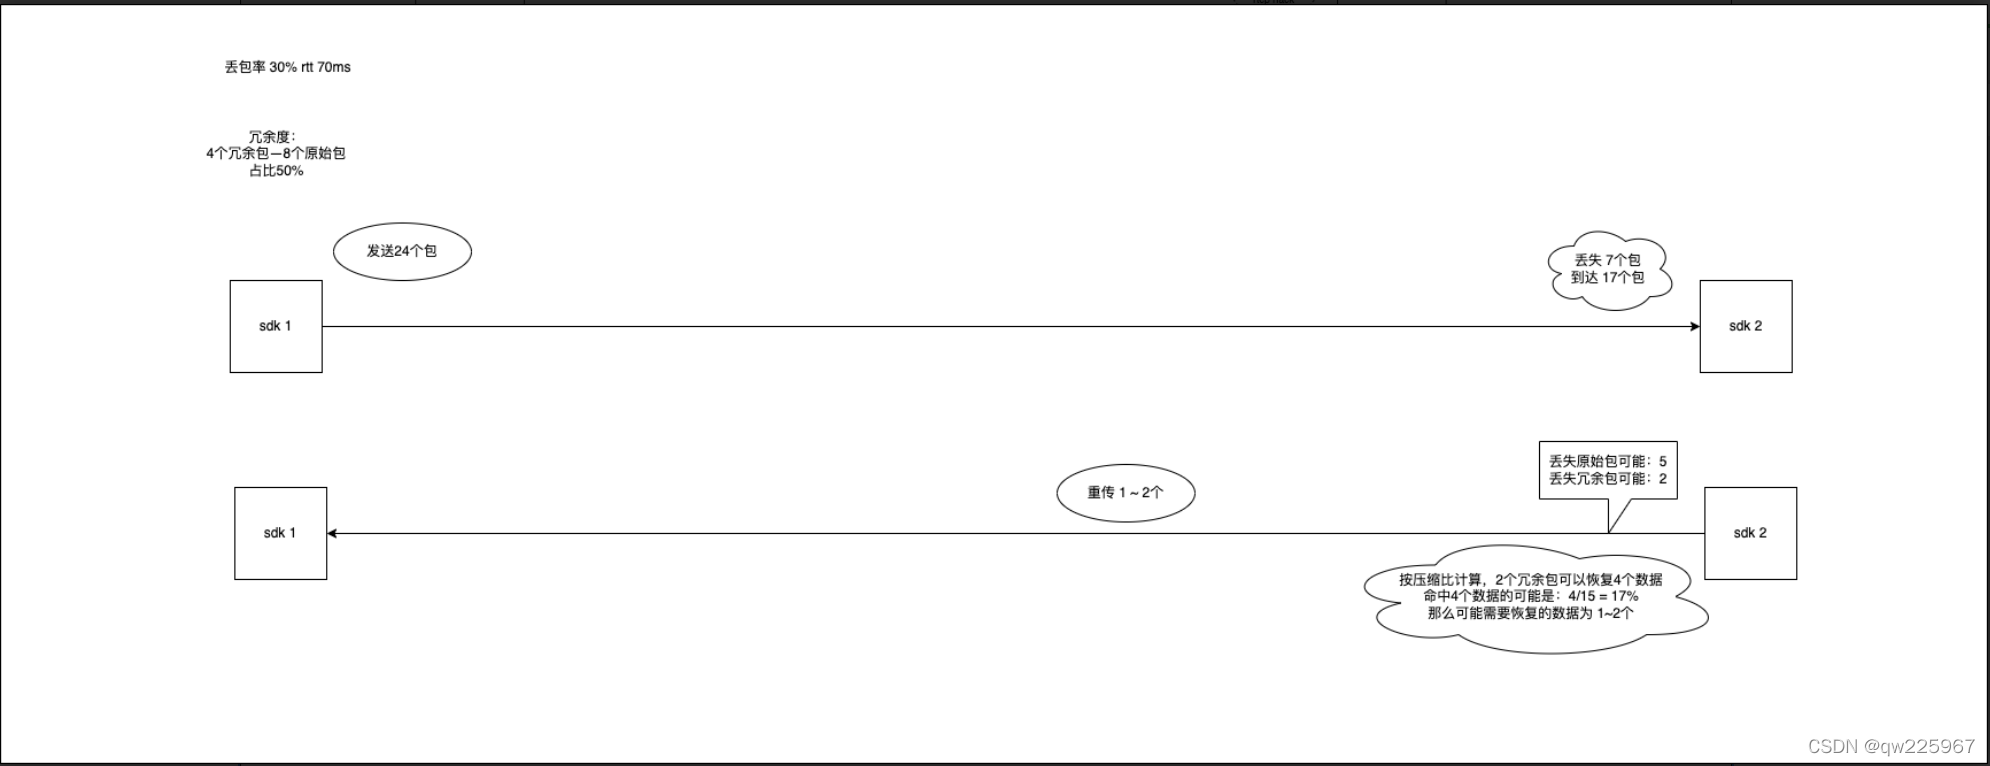 丢包率 30% rtt 70ms
冗余度：
4个冗余包—8个原始包
占比50%
发送24个包
丢失 7个包
到达 17个包
sdk 1
sdk 2
丢失原始包可能：5
丢失冗余包可能：2
重传 1 ~ 2个
sdk 1
sdk 2
按压缩比计算，2个冗余包可以恢复4个数据
命中4个数据的可能是：4/15 = 17%
那么可能需要恢复的数据为 1~2个
CSDN @qw225967